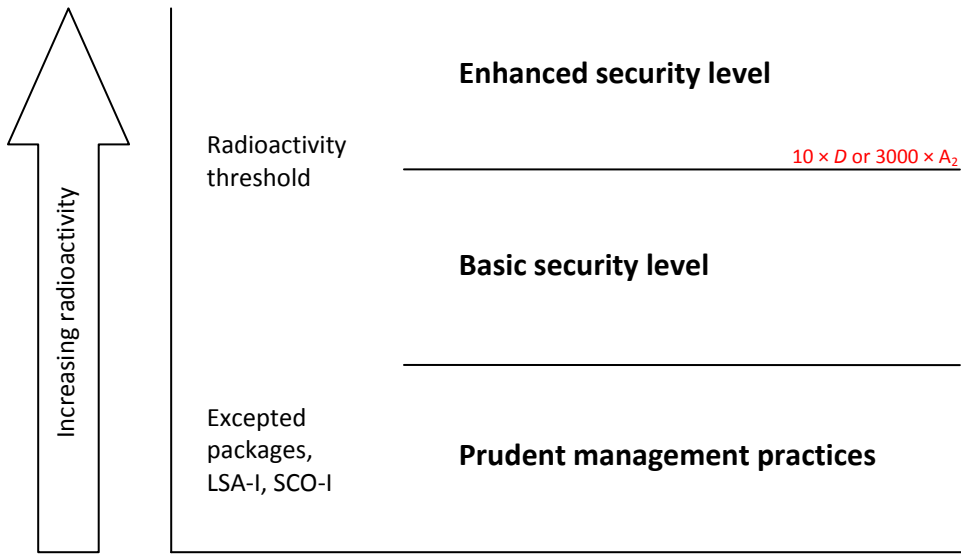 Enhanced security level
Radioactivity
threshold
10 × D or 3000 × A₂
Increasing radioactivity
Basic security level
Excepted
packages,
LSA-I, SCO-I
Prudent management practices